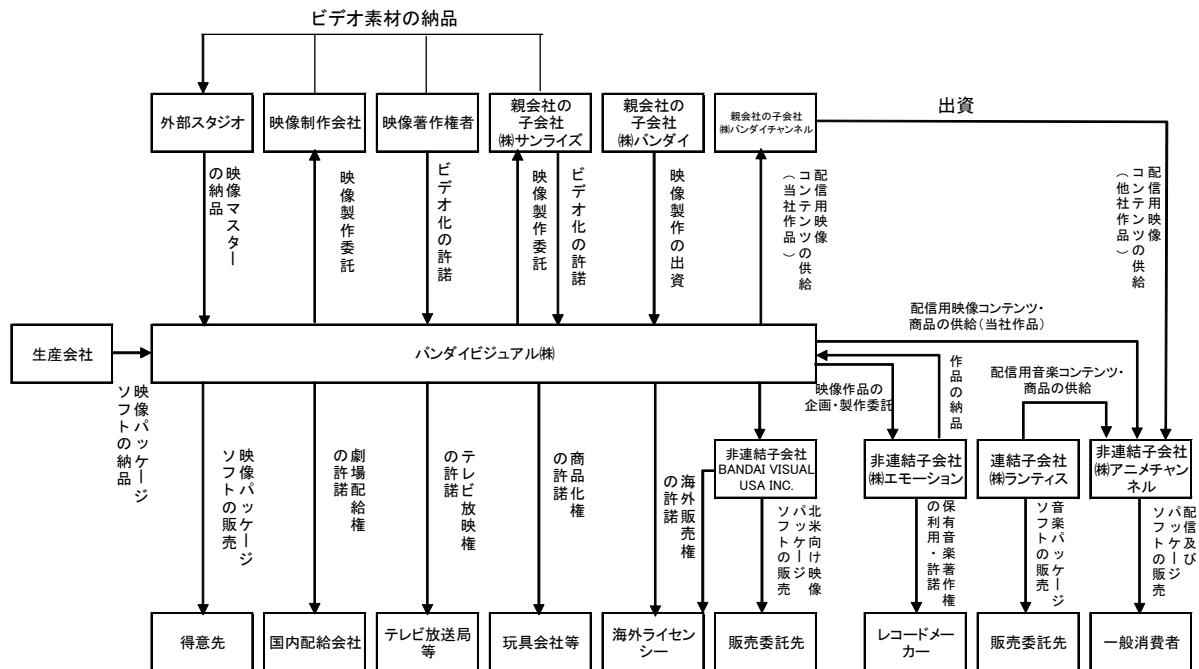 ビデオ素材の納品
外部スタジオ
映像制作会社
映像著作権者
親会社の
子会社
㈱サンライズ
親会社の
子会社
㈱バンダイ
親会社の子会社
㈱バンダイチャンネル
出資
映像マスター
の納品
映像製作委託
ビデオ化の許諾
映像製作委託
ビデオ化の許諾
映像製作の出資
配信用映像
コンテンツの供給
(当社作品)
配信用映像
コンテンツの供給
(他社作品)
生産会社
バンダイビジュアル㈱
配信用映像コンテンツ・
商品の供給(当社作品)
映像パッケージ
ソフトの納品
映像作品の
企画・製作委託
作品の納品
配信用音楽コンテンツ・
商品の供給
映像パッケージ
ソフトの販売
劇場配給権
の許諾
テレビ放映権
の許諾
商品化権
の許諾
海外販売権
の許諾
非連結子会社
BANDAI VISUAL
USA INC.
非連結子会社
㈱エモーション
連結子会社
㈱ランティス
非連結子会社
㈱アニメチャン
ネル
北米向け映像
パッケージ
ソフトの販売
保有音楽著作権
の利用・許諾
音楽パッケージ
ソフトの販売
配信及び
パッケージ
ソフトの販売
得意先
国内配給会社
テレビ放送局
等
玩具会社等
海外ライセン
シー
販売委託先
レコードメー
カー
販売委託先
一般消費者